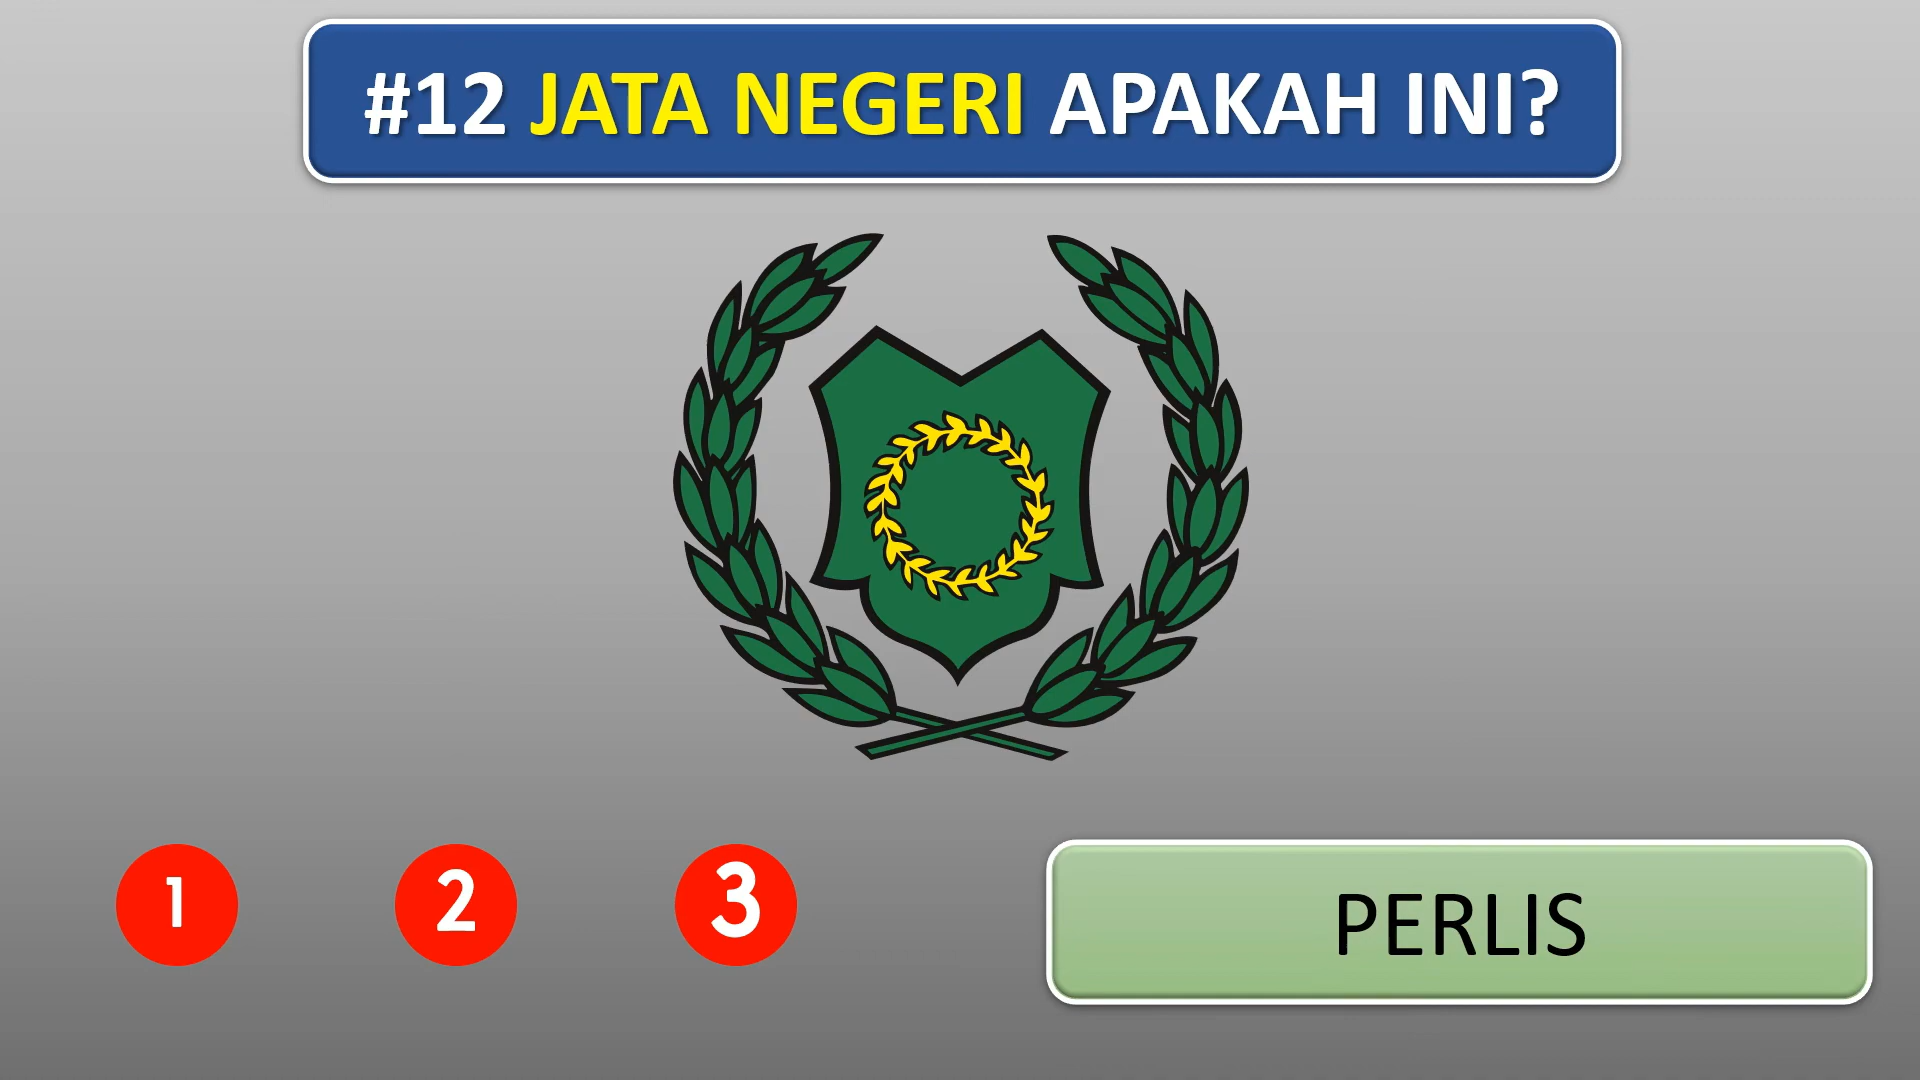 #12 JATA NEGERI APAKAH INI?
1 2 3
PERLIS